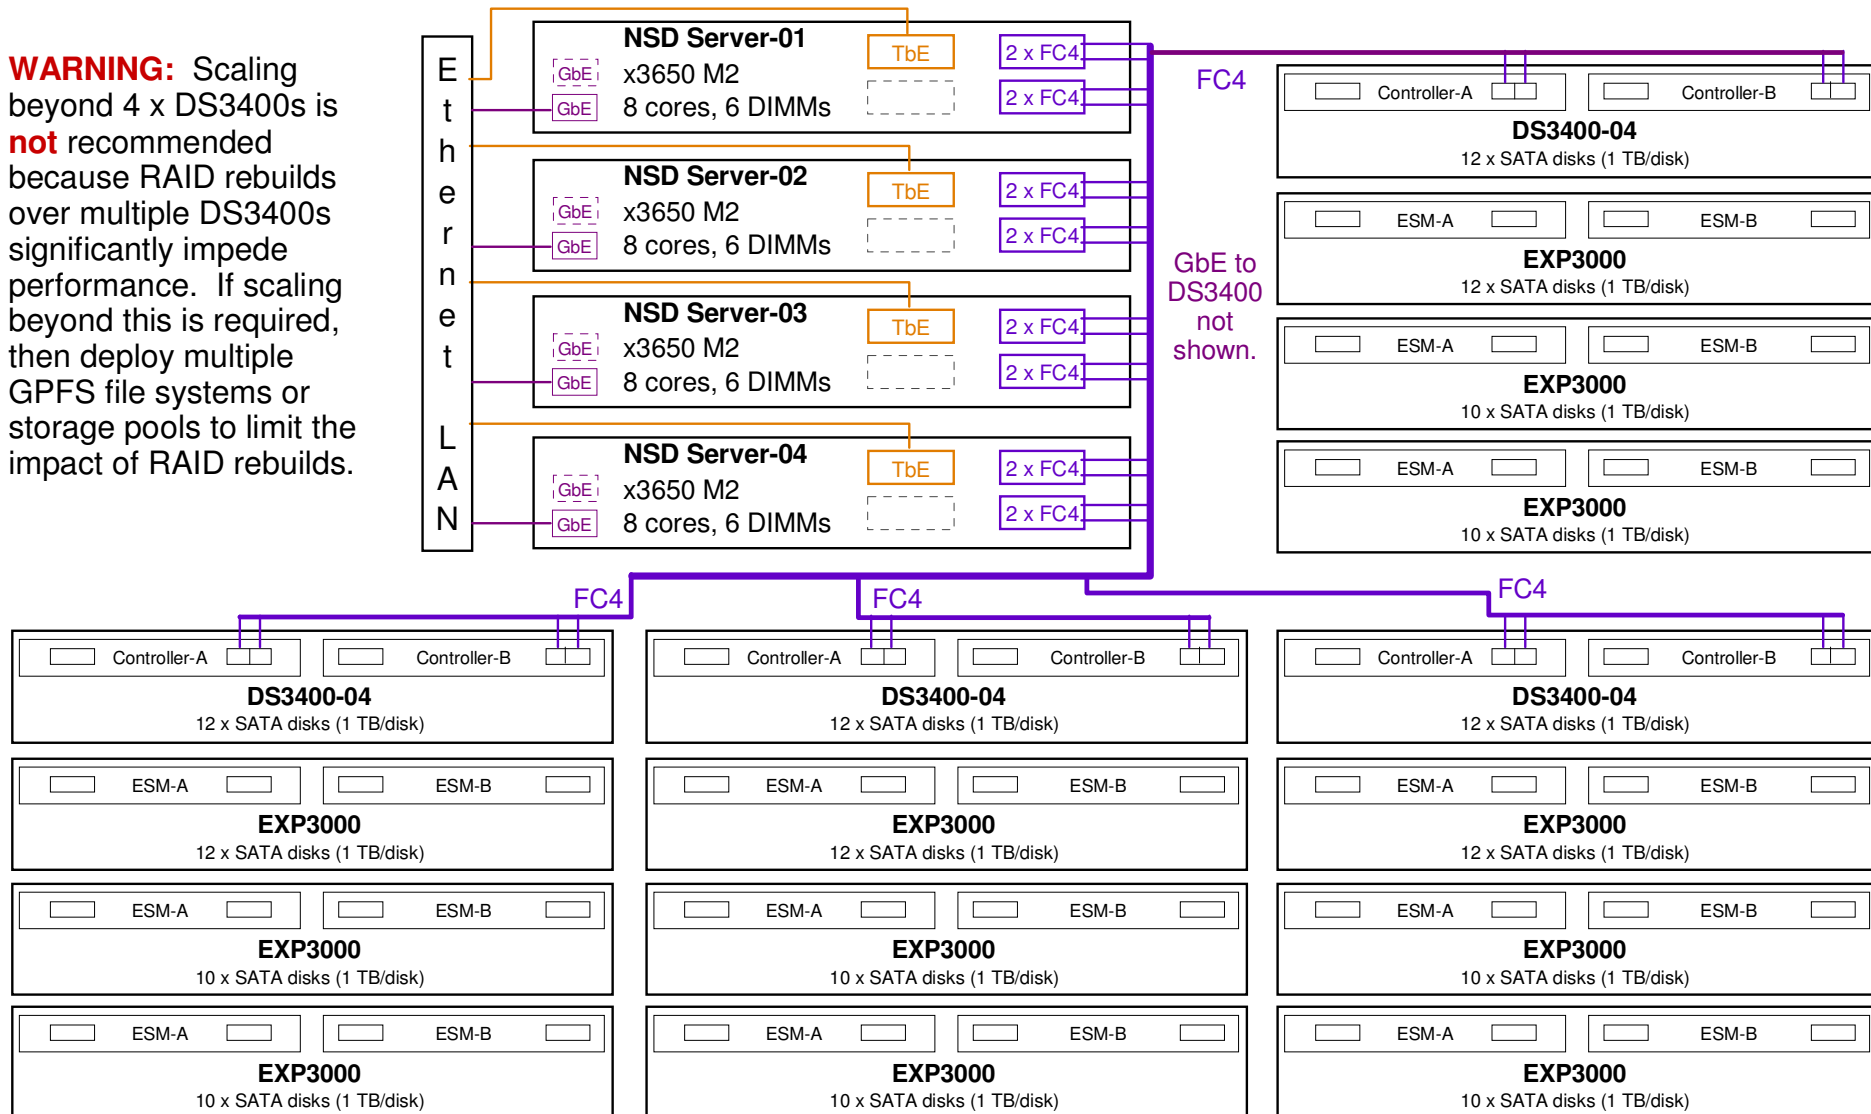 WARNING: Scaling
beyond 4 x DS3400s is
not recommended
because RAID rebuilds
over multiple DS3400s
significantly impede
performance. If scaling
beyond this is required,
then deploy multiple
GPFS file systems or
storage pools to limit the
impact of RAID rebuilds.
Ethernet LAN
NSD Server-01
GbE
x3650 M2
GbE
8 cores, 6 DIMMs
TbE
2 x FC4
2 x FC4
NSD Server-02
GbE
x3650 M2
GbE
8 cores, 6 DIMMs
TbE
2 x FC4
2 x FC4
NSD Server-03
GbE
x3650 M2
GbE
8 cores, 6 DIMMs
TbE
2 x FC4
2 x FC4
NSD Server-04
GbE
x3650 M2
GbE
8 cores, 6 DIMMs
TbE
2 x FC4
2 x FC4
FC4
GbE to
DS3400
not
shown.
Controller-A Controller-B
DS3400-04
12 x SATA disks (1 TB/disk)
ESM-A ESM-B
EXP3000
12 x SATA disks (1 TB/disk)
ESM-A ESM-B
EXP3000
10 x SATA disks (1 TB/disk)
ESM-A ESM-B
EXP3000
10 x SATA disks (1 TB/disk)
FC4
Controller-A Controller-B
DS3400-04
12 x SATA disks (1 TB/disk)
ESM-A ESM-B
EXP3000
12 x SATA disks (1 TB/disk)
ESM-A ESM-B
EXP3000
10 x SATA disks (1 TB/disk)
ESM-A ESM-B
EXP3000
10 x SATA disks (1 TB/disk)
FC4
Controller-A Controller-B
DS3400-04
12 x SATA disks (1 TB/disk)
ESM-A ESM-B
EXP3000
12 x SATA disks (1 TB/disk)
ESM-A ESM-B
EXP3000
10 x SATA disks (1 TB/disk)
ESM-A ESM-B
EXP3000
10 x SATA disks (1 TB/disk)
FC4
Controller-A Controller-B
DS3400-04
12 x SATA disks (1 TB/disk)
ESM-A ESM-B
EXP3000
12 x SATA disks (1 TB/disk)
ESM-A ESM-B
EXP3000
10 x SATA disks (1 TB/disk)
ESM-A ESM-B
EXP3000
10 x SATA disks (1 TB/disk)